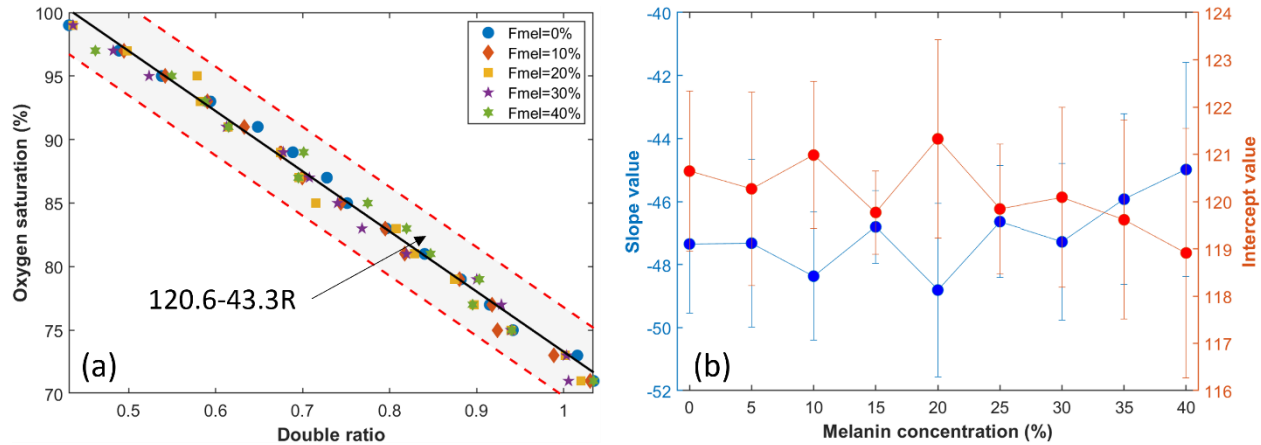 Oxygen saturation (%)
100
95
90
85
80
75
70
0.5 0.6 0.7 0.8 0.9 1
Double ratio
Fmel=0%
Fmel=10%
Fmel=20%
Fmel=30%
Fmel=40%
120.6-43.3R
(a)
Slope value
-40
-42
-44
-46
-48
-50
-52
0 5 10 15 20 25 30 35 40
Melanin concentration (%)
124
123
122
121
120
119
118
117
116
Intercept value
(b)